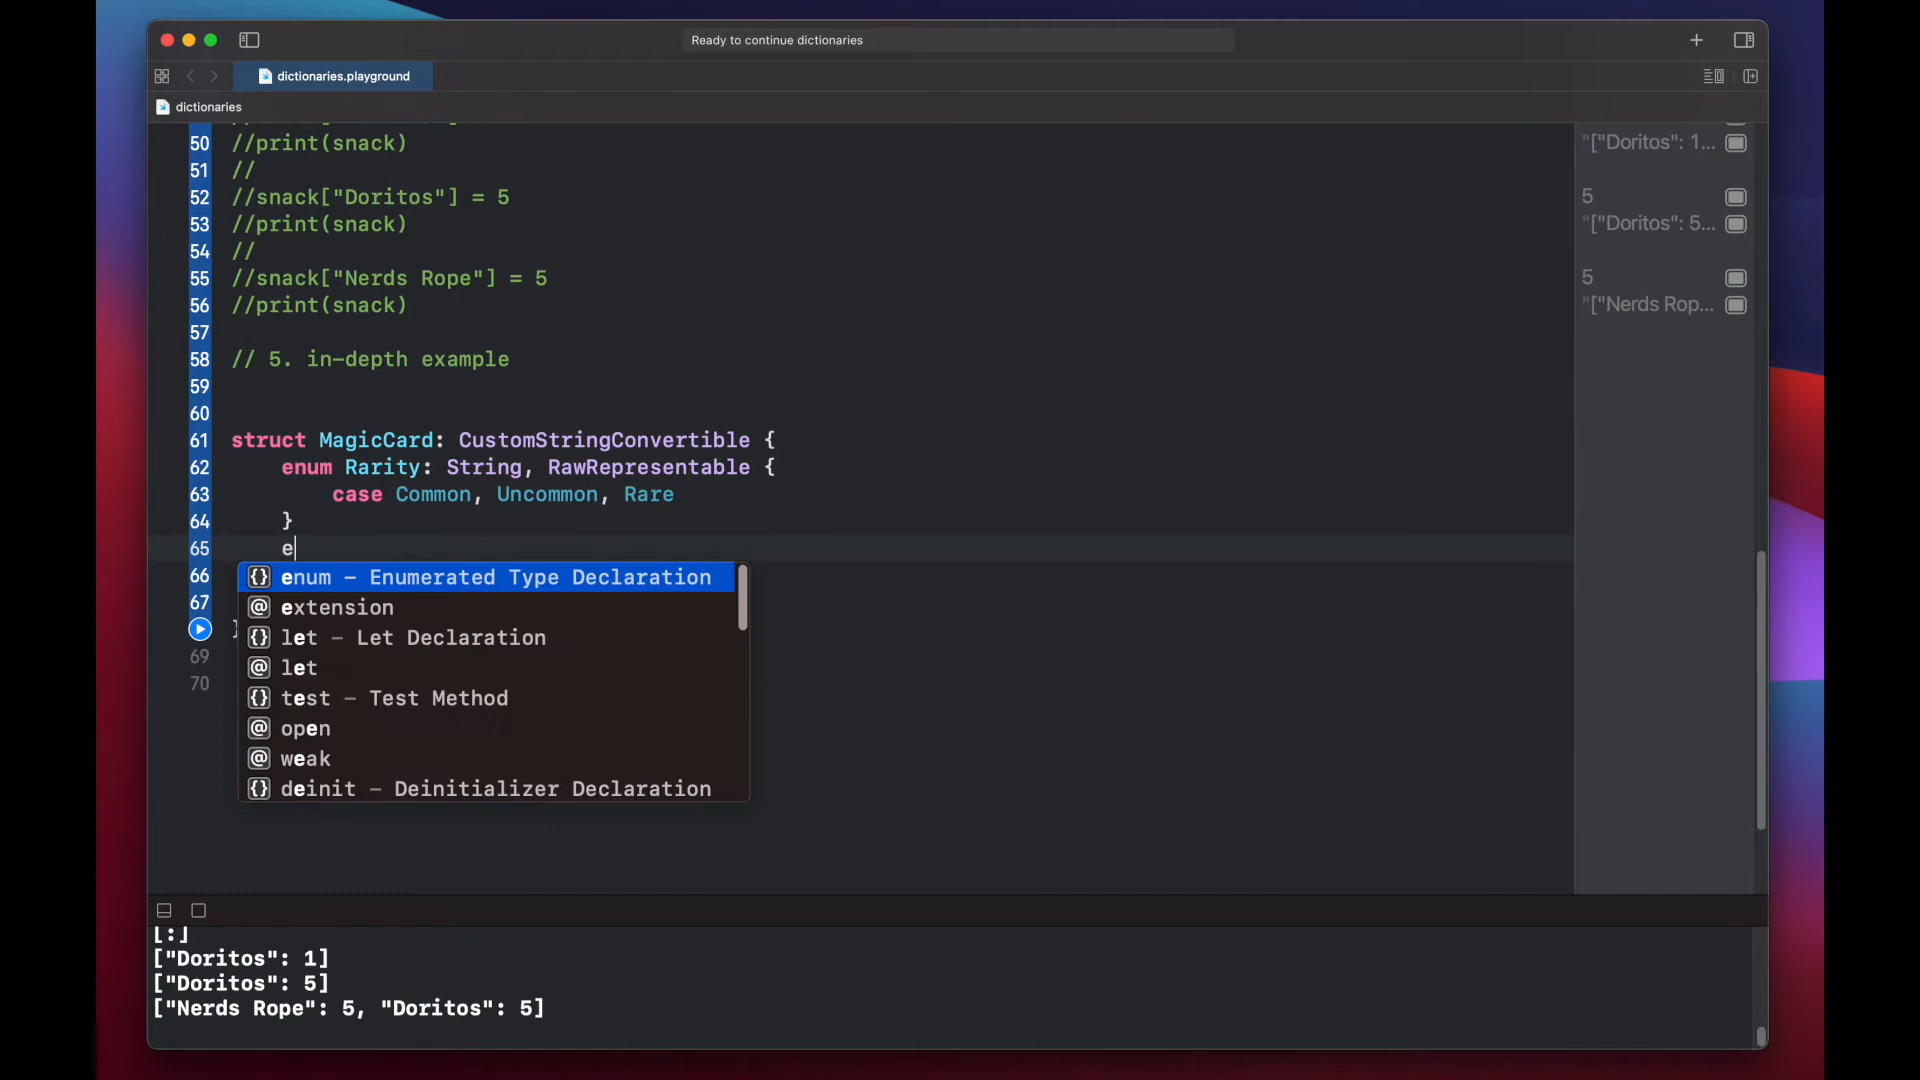 Ready to continue dictionaries
dictionaries.playground
dictionaries
50 //print(snack) "["Doritos": 1...
51 //
52 //snack["Doritos"] = 5 5
53 //print(snack) "["Doritos": 5...
54 //
55 //snack["Nerds Rope"] = 5 5
56 //print(snack) "["Nerds Rop...
57
58 // 5. in-depth example
59
60
61 struct MagicCard: CustomStringConvertible {
62 enum Rarity: String, RawRepresentable {
63 case Common, Uncommon, Rare
64 }
65 e
66
67
69
70
enum – Enumerated Type Declaration
extension
let – Let Declaration
let
test – Test Method
open
weak
deinit – Deinitializer Declaration
[:]
["Doritos": 1]
["Doritos": 5]
["Nerds Rope": 5, "Doritos": 5]